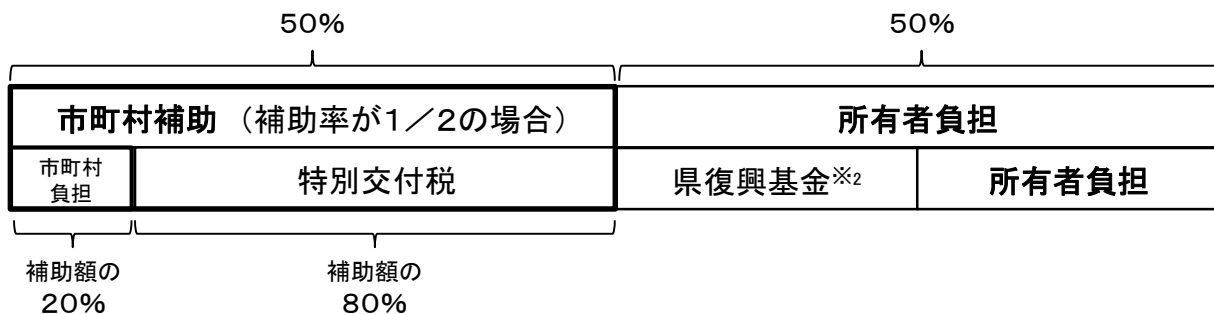 50% 50%
市町村補助（補助率が1／2の場合） 所有者負担
市町村
負担
特別交付税 県復興基金※2 所有者負担
補助額の
20%
補助額の
80%